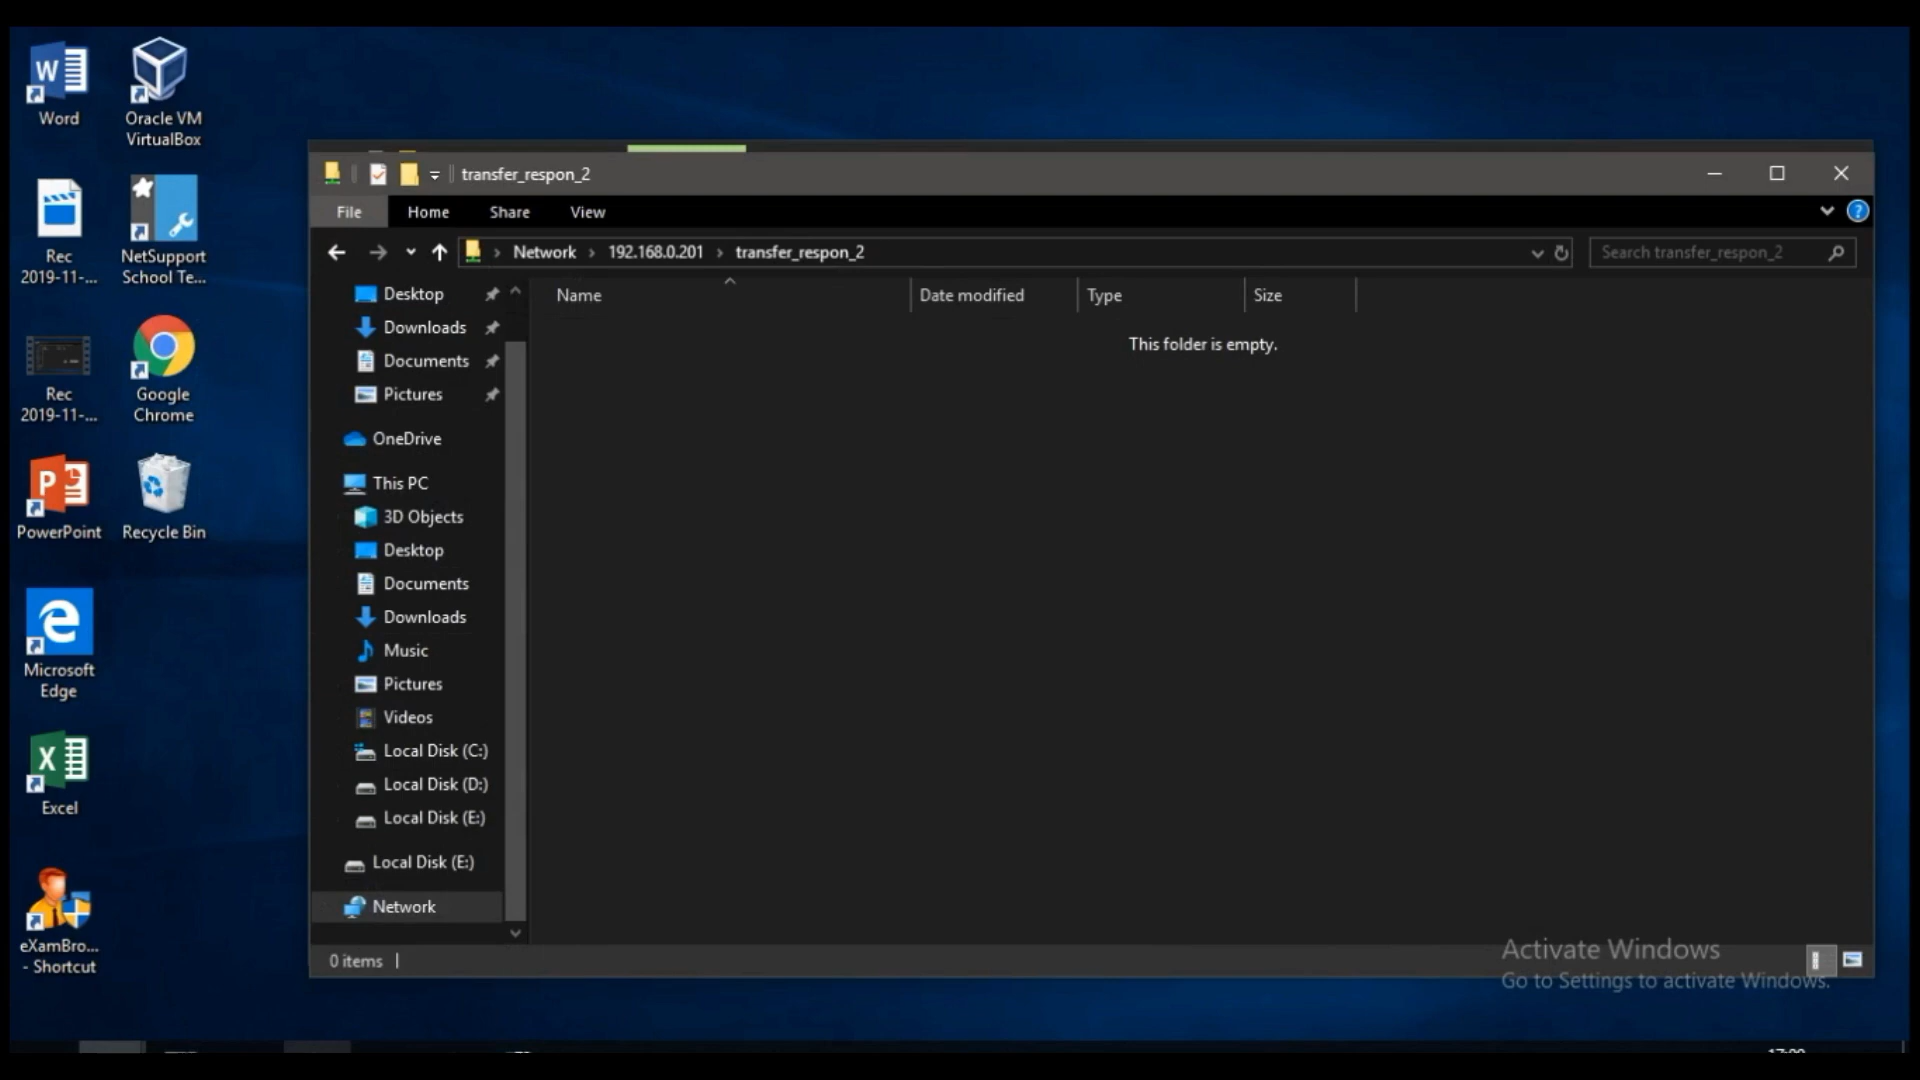 Word
Oracle VM
VirtualBox
Rec
2019-11-...
NetSupport
School Te...
Rec
2019-11-...
Google
Chrome
PowerPoint
Recycle Bin
Microsoft
Edge
Excel
eXamBro...
- Shortcut
transfer_respon_2
File Home Share View
Network 192.168.0.201 transfer_respon_2
Search transfer_respon_2
Desktop
Downloads
Documents
Pictures
OneDrive
This PC
3D Objects
Desktop
Documents
Downloads
Music
Pictures
Videos
Local Disk (C:)
Local Disk (D:)
Local Disk (E:)
Local Disk (E:)
Network
Name Date modified Type Size
This folder is empty.
0 items
Activate Windows
Go to Settings to activate Windows.